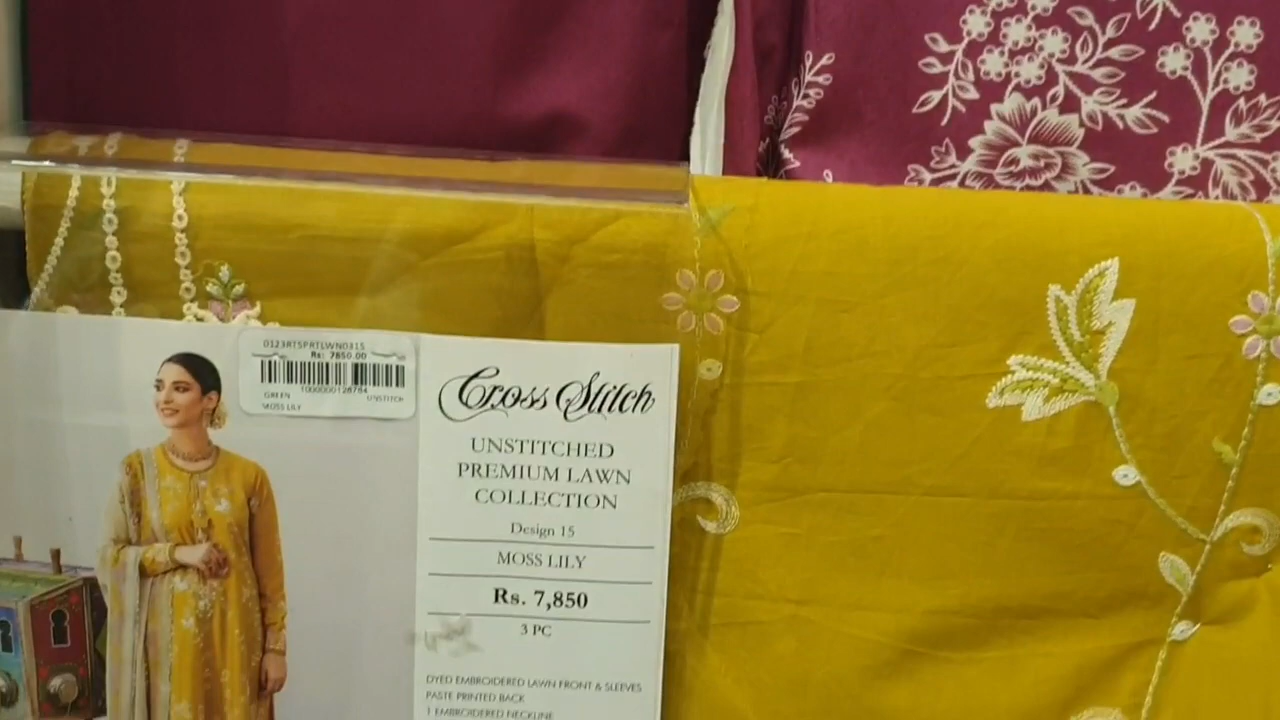 0123RTSPRTLWN0315
Rs: 7850.00
1000000128784
GREEN UNSTITCH
MOSS LILY
Cross Stitch
UNSTITCHED
PREMIUM LAWN
COLLECTION
Design 15
MOSS LILY
Rs. 7,850
3 PC
DYED EMBROIDERED LAWN FRONT & SLEEVES
PASTE PRINTED BACK
1 EMBROIDERED NECKLINE